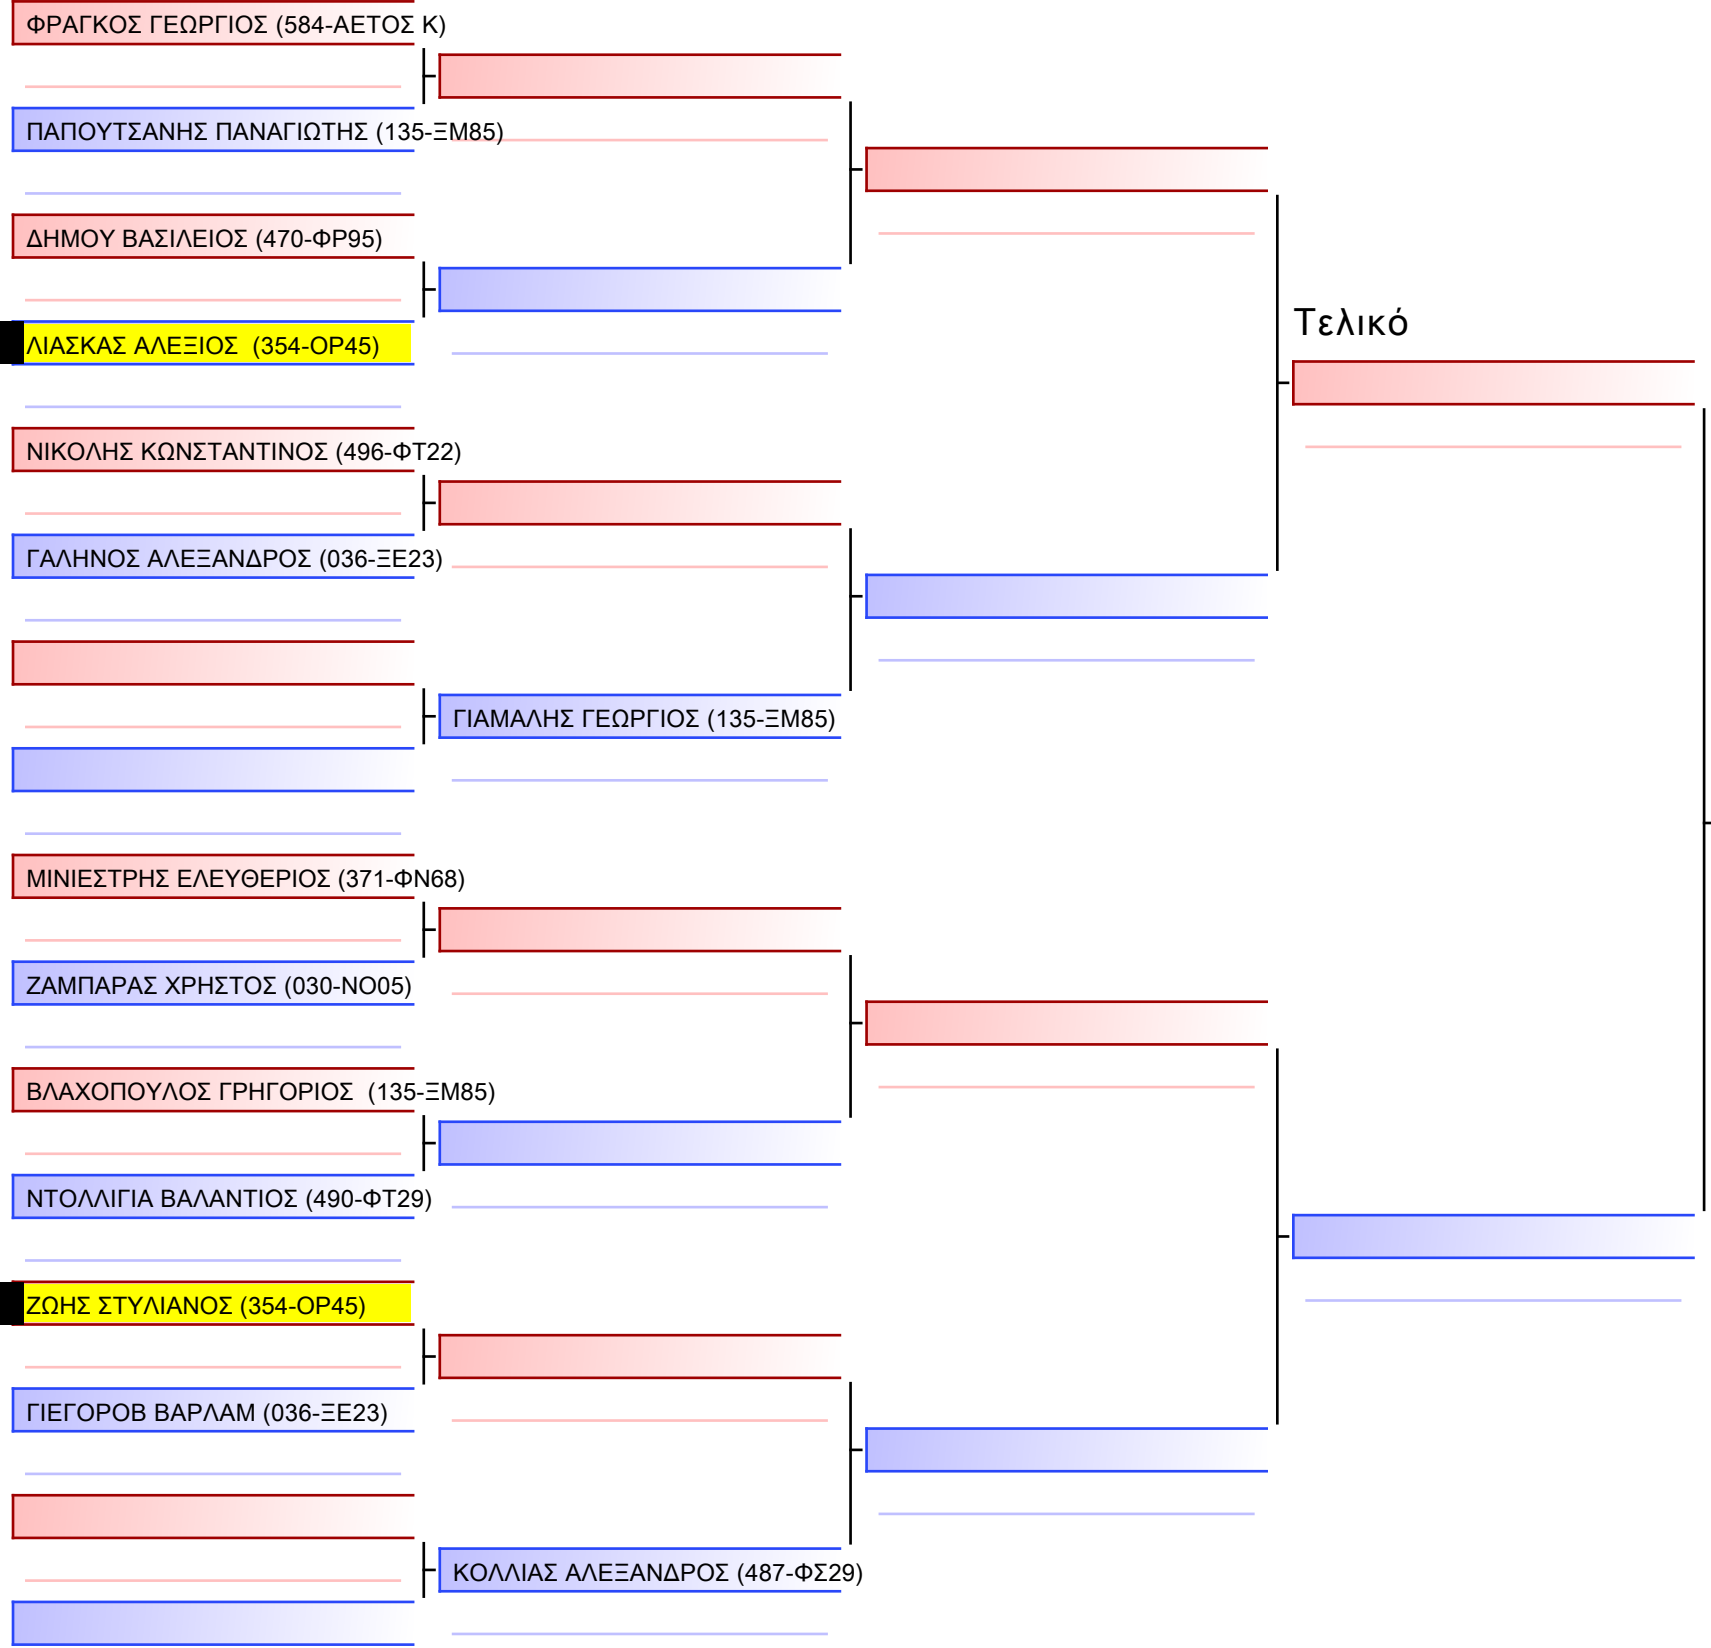 ΦΡΑΓΚΟΣ ΓΕΩΡΓΙΟΣ (584-ΑΕΤΟΣ Κ)
ΠΑΠΟΥΤΣΑΝΗΣ ΠΑΝΑΓΙΩΤΗΣ (135-ΞΜ85)
ΔΗΜΟΥ ΒΑΣΙΛΕΙΟΣ (470-ΦΡ95)
Τελικό
ΛΙΑΣΚΑΣ ΑΛΕΞΙΟΣ  (354-ΟΡ45)
ΝΙΚΟΛΗΣ ΚΩΝΣΤΑΝΤΙΝΟΣ (496-ΦΤ22)
ΓΑΛΗΝΟΣ ΑΛΕΞΑΝΔΡΟΣ (036-ΞΕ23)
ΓΙΑΜΑΛΗΣ ΓΕΩΡΓΙΟΣ (135-ΞΜ85)
ΜΙΝΙΕΣΤΡΗΣ ΕΛΕΥΘΕΡΙΟΣ (371-ΦΝ68)
ΖΑΜΠΑΡΑΣ ΧΡΗΣΤΟΣ (030-ΝΟ05)
ΒΛΑΧΟΠΟΥΛΟΣ ΓΡΗΓΟΡΙΟΣ  (135-ΞΜ85)
ΝΤΟΛΛΙΓΙΑ ΒΑΛΑΝΤΙΟΣ (490-ΦΤ29)
ΖΩΗΣ ΣΤΥΛΙΑΝΟΣ (354-ΟΡ45)
ΓΙΕΓΟΡΟΒ ΒΑΡΛΑΜ (036-ΞΕ23)
ΚΟΛΛΙΑΣ ΑΛΕΞΑΝΔΡΟΣ (487-ΦΣ29)